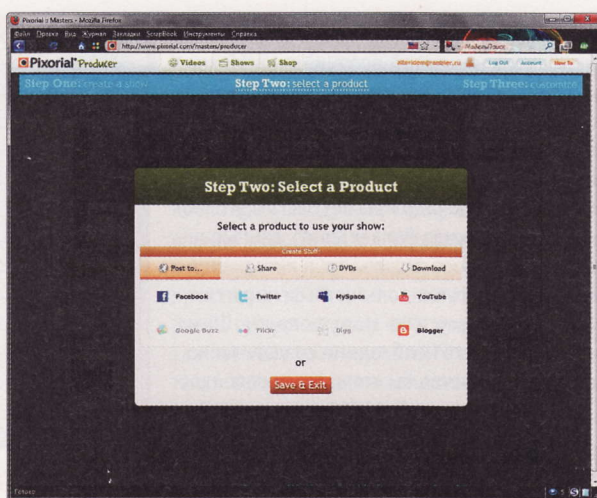 Pixorial :: Masters - Mozilla Firefox
Файл Правка Вид Журнал Закладки ScrapBook Инструменты Справка
http://www.pixorial.com/masters/producer
Pixorial Producer Videos Shows Shop Log Out Account How To
Step One: create a show Step Two: select a product Step Three: customize
Step Two: Select a Product
Select a product to use your show:
Create Stuff
Post to... Share DVDs Download
Facebook Twitter MySpace YouTube
Google Buzz Flickr Digg Blogger
or
Save & Exit
Готово